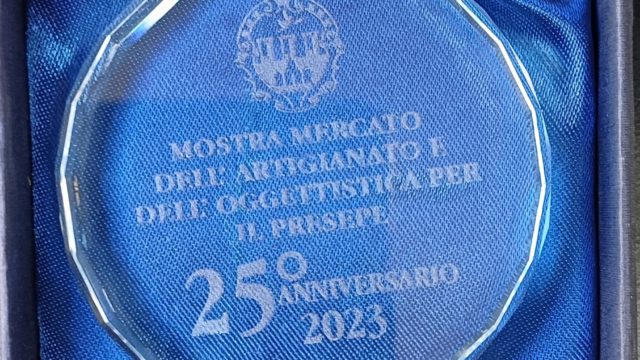 MOSTRA MERCATO
DELL'ARTIGIANATO E
DELL'OGGETTISTICA PER
IL PRESEPE
25° ANNIVERSARIO
2023